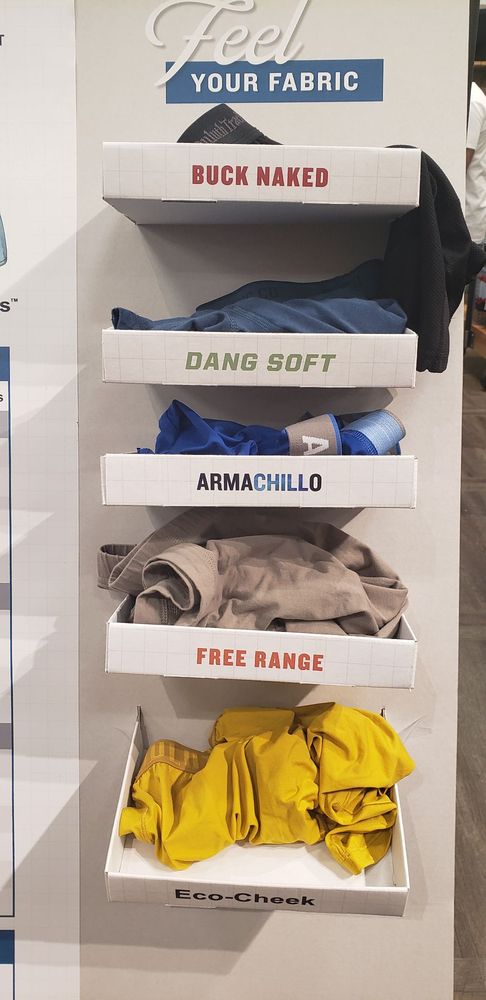 Feel
YOUR FABRIC
BUCK NAKED
DANG SOFT
ARMACHILLO
FREE RANGE
Eco-Cheek